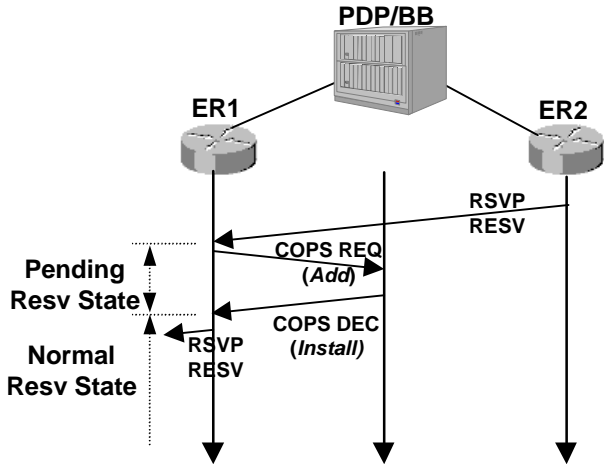 PDP/BB
ER1
ER2
RSVP
RESV
COPS REQ
(Add)
Pending
Resv State
COPS DEC
(Install)
RSVP
RESV
Normal
Resv State